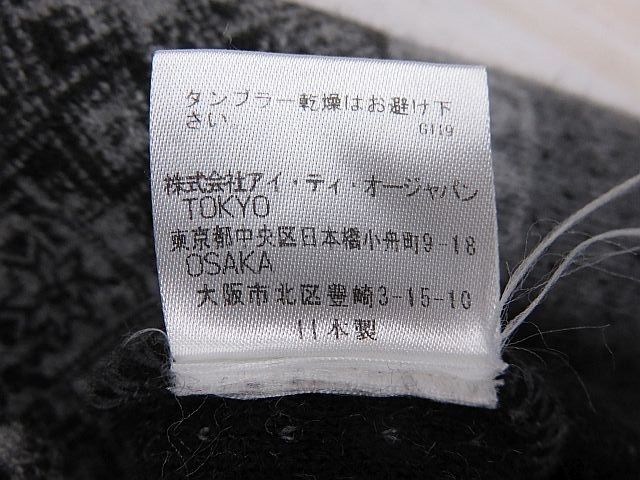 タンブラー乾燥はお避け下
さい。
G119
株式会社アイ・ティ・オージャパン
TOKYO
東京都中央区日本橋小舟町9-18
OSAKA
大阪市北区豊崎3-15-10
日本製